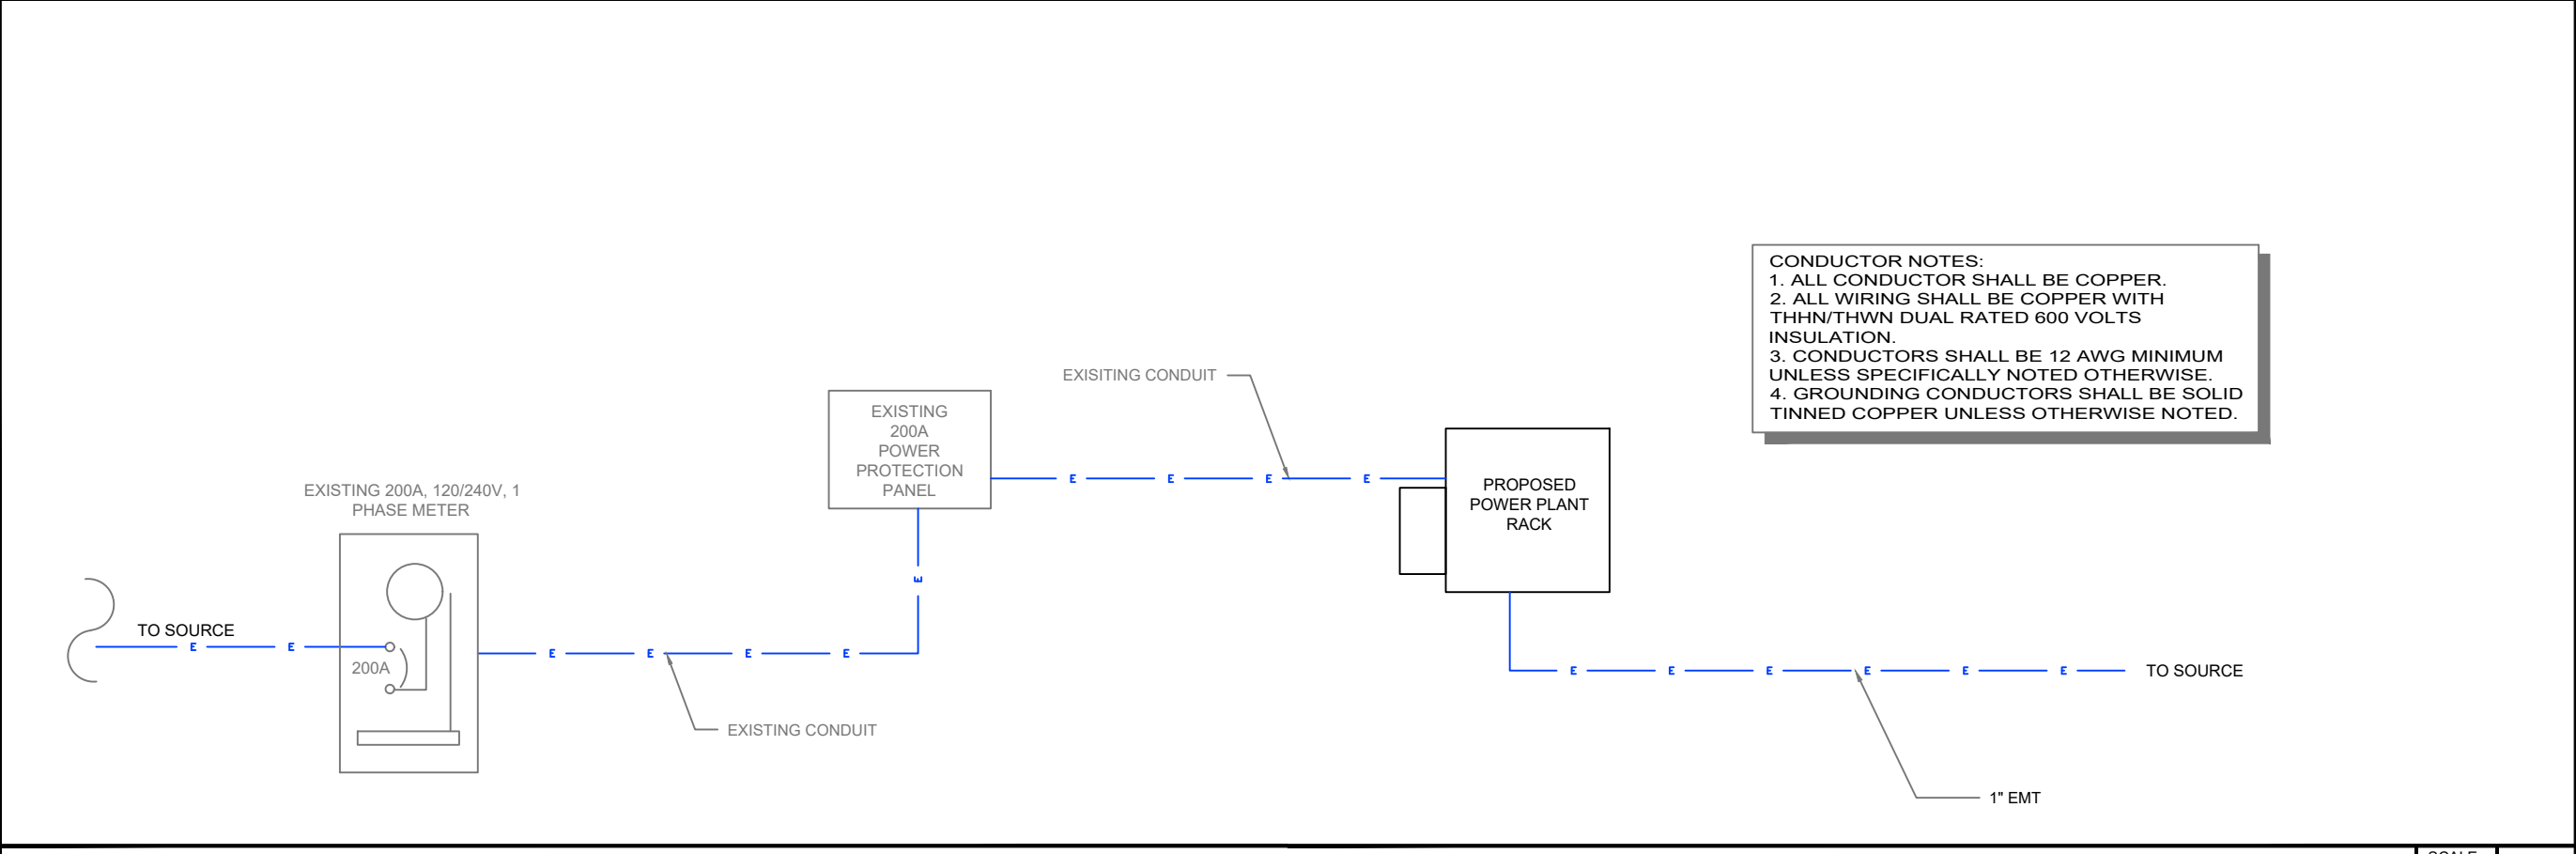 CONDUCTOR NOTES:
1. ALL CONDUCTOR SHALL BE COPPER.
2. ALL WIRING SHALL BE COPPER WITH
THHN/THWN DUAL RATED 600 VOLTS
INSULATION.
3. CONDUCTORS SHALL BE 12 AWG MINIMUM
UNLESS SPECIFICALLY NOTED OTHERWISE.
4. GROUNDING CONDUCTORS SHALL BE SOLID
TINNED COPPER UNLESS OTHERWISE NOTED.
EXISITING CONDUIT
EXISTING
200A
POWER
PROTECTION
PANEL
E E E E
PROPOSED
POWER PLANT
RACK
EXISTING 200A, 120/240V, 1
PHASE METER
E
TO SOURCE
E E
200A
E E E E
E E E E E E
TO SOURCE
EXISTING CONDUIT
1" EMT